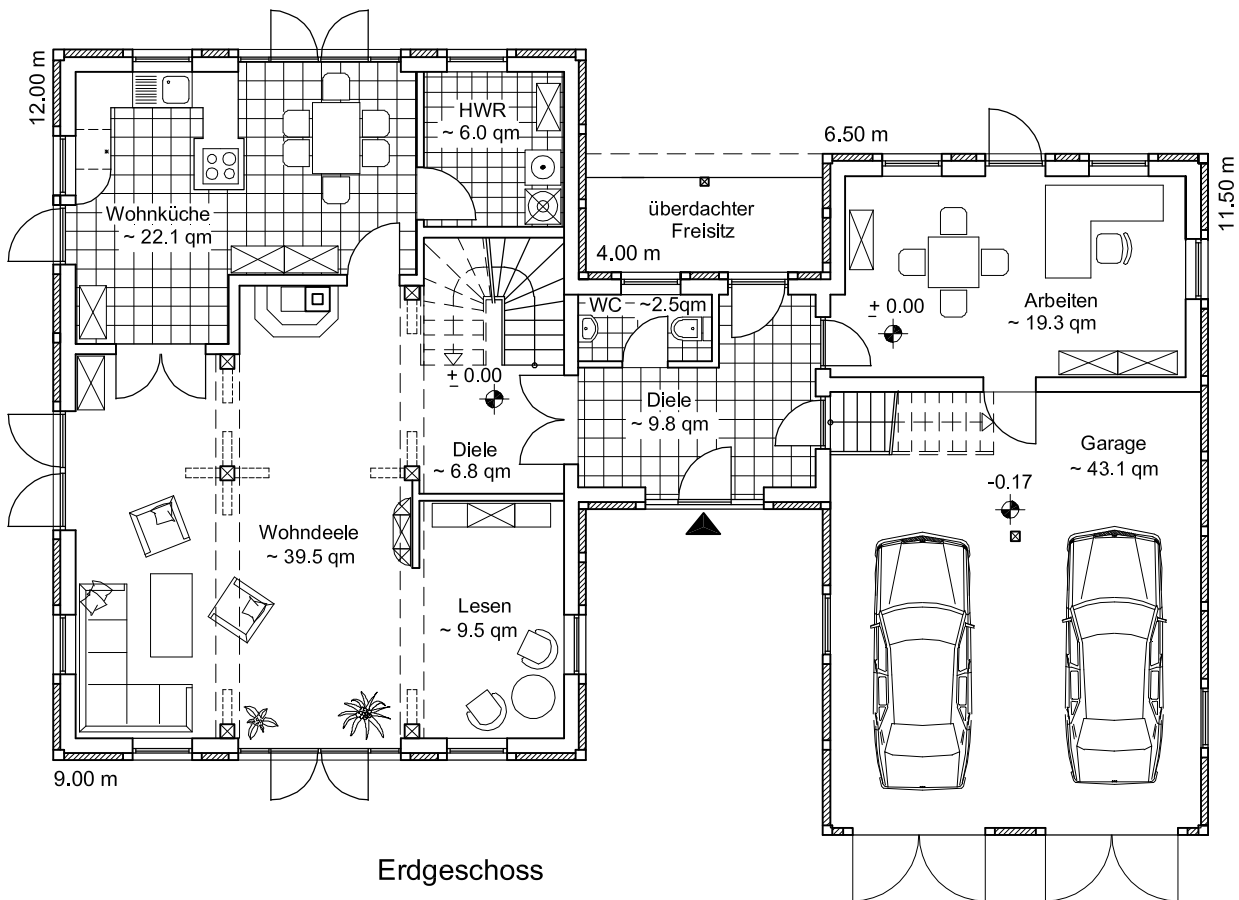 12.00 m
HWR
~ 6.0 qm
6.50 m
11.50 m
Wohnküche
~ 22.1 qm
überdachter
Freisitz
4.00 m
WC ~2.5qm
± 0.00
Arbeiten
~ 19.3 qm
± 0.00
Diele
~ 9.8 qm
Diele
~ 6.8 qm
Garage
~ 43.1 qm
-0.17
Wohndeele
~ 39.5 qm
Lesen
~ 9.5 qm
9.00 m
Erdgeschoss